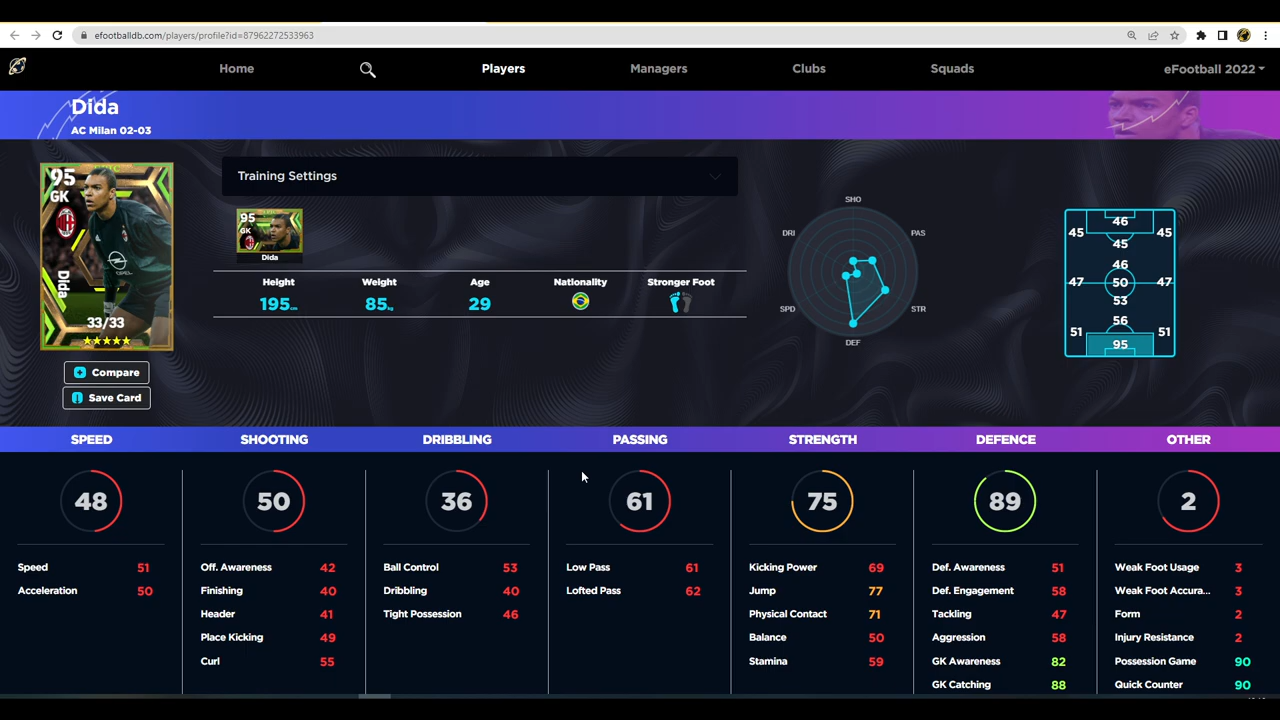 efootballdb.com/players/profile?id=87962272533963
Home
Players
Managers
Clubs
Squads
eFootball 2022
Dida
AC Milan 02-03
95
GK
Dida
33/33
Training Settings
95
GK
Dida
Height
Weight
Age
Nationality
Stronger Foot
195cm
85kg
29
Compare
Save Card
SHO
DRI
PAS
SPD
STR
DEF
46
45
45
45
46
47
50
47
53
56
51
51
95
SPEED
SHOOTING
DRIBBLING
PASSING
STRENGTH
DEFENCE
OTHER
48
50
36
61
75
89
2
Speed 51
Acceleration 50
Off. Awareness 42
Finishing 40
Header 41
Place Kicking 49
Curl 55
Ball Control 53
Dribbling 40
Tight Possession 46
Low Pass 61
Lofted Pass 62
Kicking Power 69
Jump 77
Physical Contact 71
Balance 50
Stamina 59
Def. Awareness 51
Def. Engagement 58
Tackling 47
Aggression 58
GK Awareness 82
GK Catching 88
Weak Foot Usage 3
Weak Foot Accura... 3
Form 2
Injury Resistance 2
Possession Game 90
Quick Counter 90